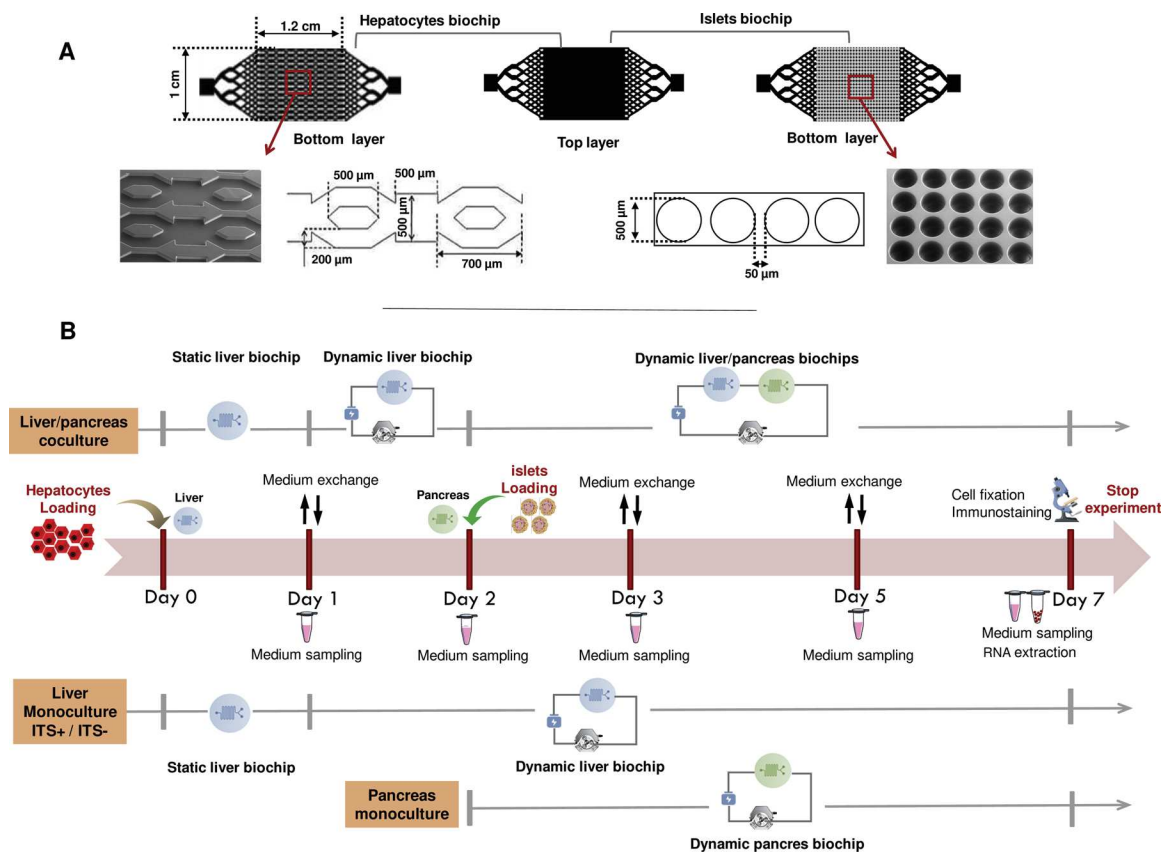 Hepatocytes biochip
Islets biochip
1.2 cm
A
1 cm
Bottom layer
Top layer
Bottom layer
500 µm
500 µm
500 µm
200 µm
700 µm
500 µm
50 µm
B
Static liver biochip
Dynamic liver biochip
Dynamic liver/pancreas biochips
Liver/pancreas
coculture
Hepatocytes
Loading
Liver
Medium exchange
Pancreas
islets
Loading
Medium exchange
Medium exchange
Cell fixation
Immunostaining
Stop
experiment
Day 0
Day 1
Day 2
Day 3
Day 5
Day 7
Medium sampling
Medium sampling
Medium sampling
Medium sampling
Medium sampling
RNA extraction
Liver
Monoculture
ITS+ / ITS-
Static liver biochip
Dynamic liver biochip
Pancreas
monoculture
Dynamic pancres biochip